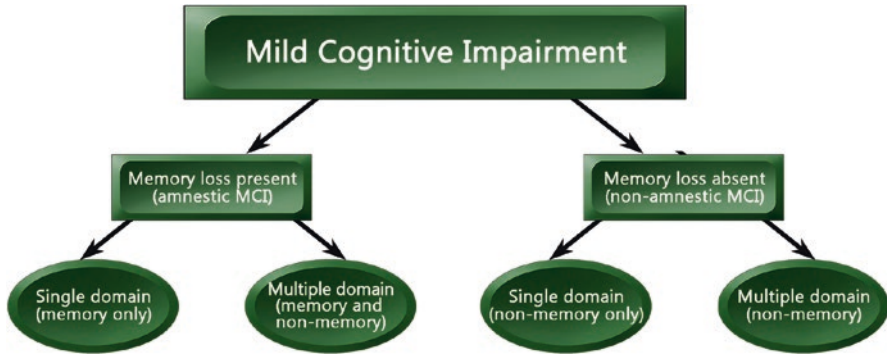 Mild Cognitive Impairment
Memory loss present
(amnestic MCI)
Memory loss absent
(non-amnestic MCI)
Single domain
(memory only)
Multiple domain
(memory and
non-memory)
Single domain
(non-memory only)
Multiple domain
(non-memory)